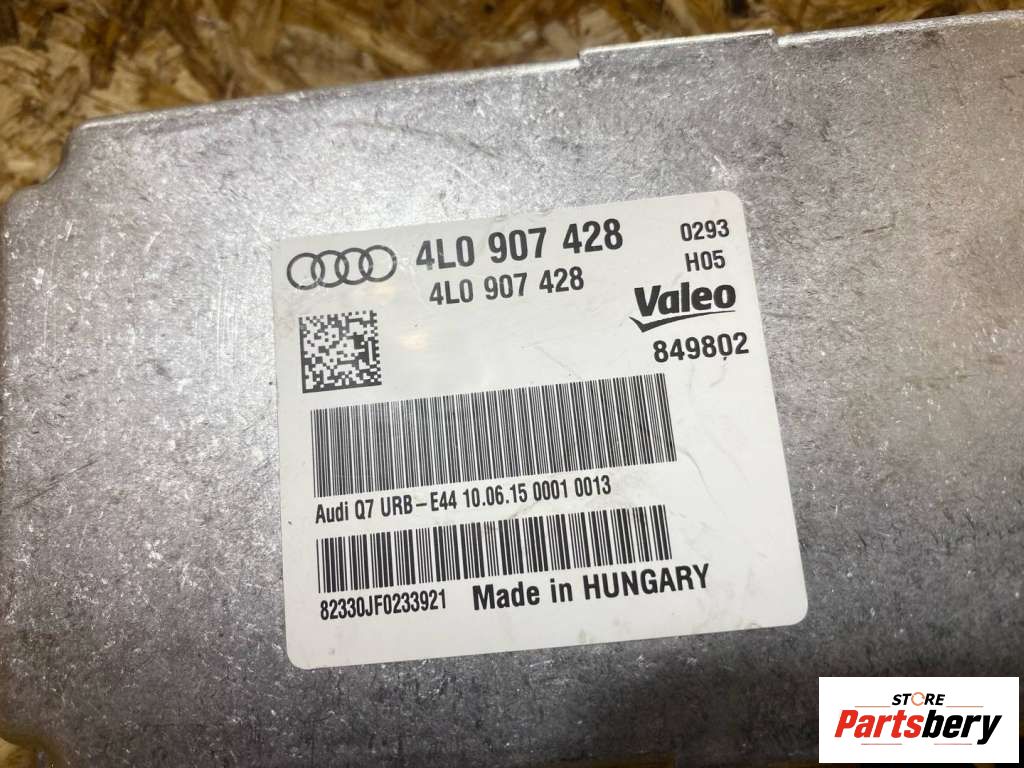 4L0 907 428
4L0 907 428
0293
H05
Valeo
849802
Audi Q7 URB-E44 10.06.15 0001 0013
82330JF0233921
Made in HUNGARY
STORE
Partsbery